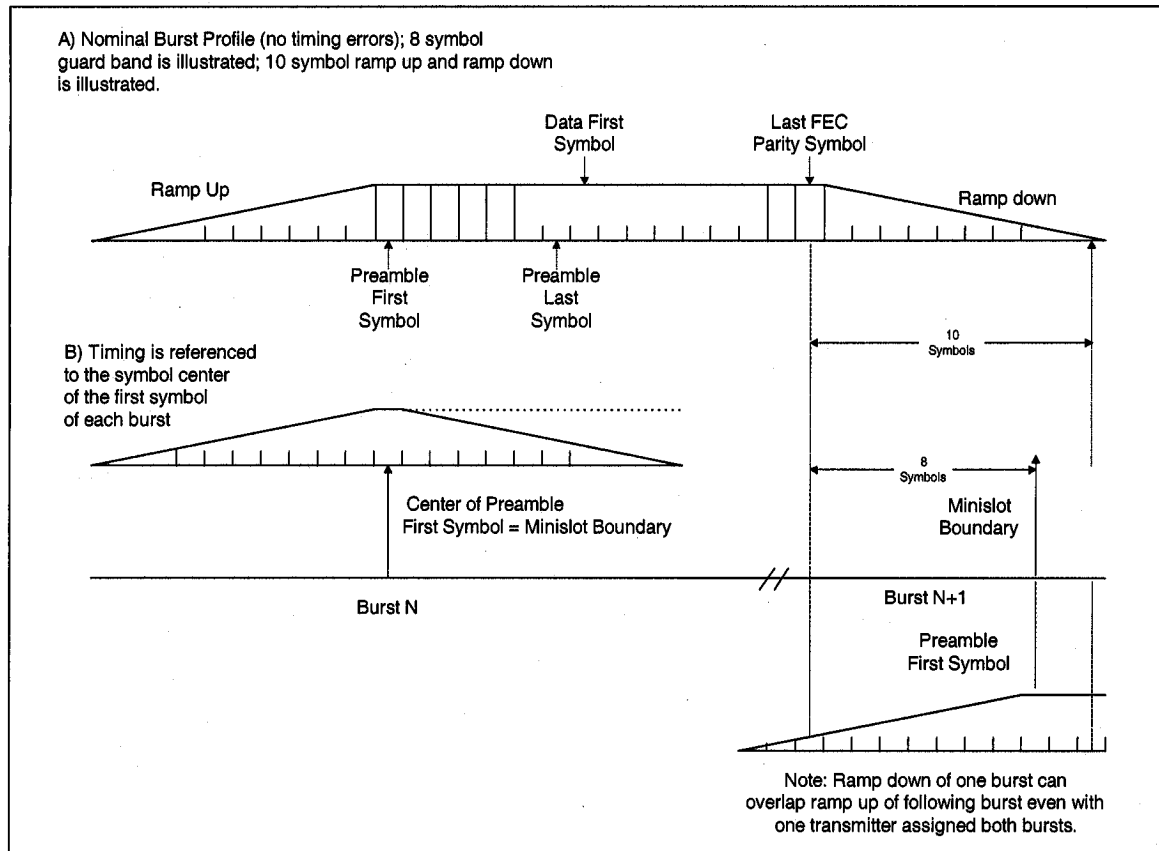 A) Nominal Burst Profile (no timing errors); 8 symbol
guard band is illustrated; 10 symbol ramp up and ramp down
is illustrated.
Data First
Symbol
Last FEC
Parity Symbol
Ramp Up
Ramp down
Preamble
First
Symbol
Preamble
Last
Symbol
10
Symbols
B) Timing is referenced
to the symbol center
of the first symbol
of each burst
8
Symbols
Center of Preamble
First Symbol = Minislot Boundary
Minislot
Boundary
Burst N
Burst N+1
Preamble
First Symbol
Note: Ramp down of one burst can
overlap ramp up of following burst even with
one transmitter assigned both bursts.